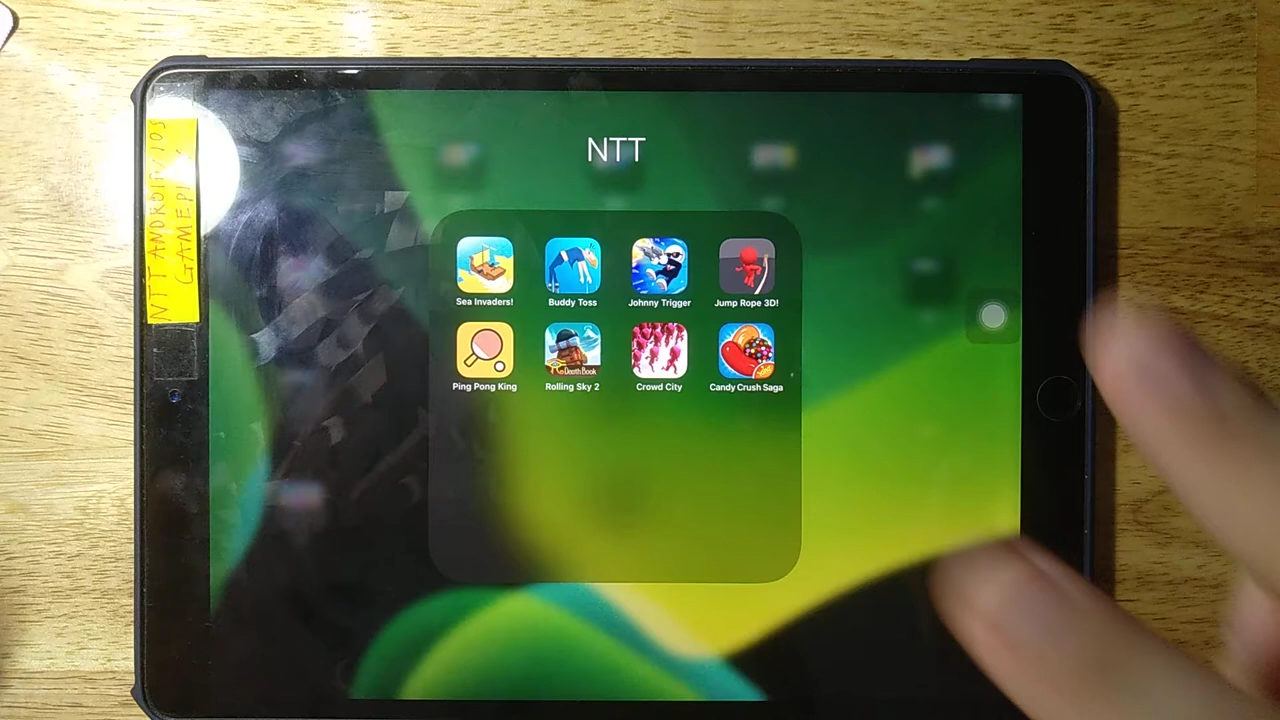 NTT ANDROID/IOS
GAMEPLAY
NTT
Sea Invaders!
Buddy Toss
Johnny Trigger
Jump Rope 3D!
Ping Pong King
Rolling Sky 2
DeathBook
Crowd City
Candy Crush Saga